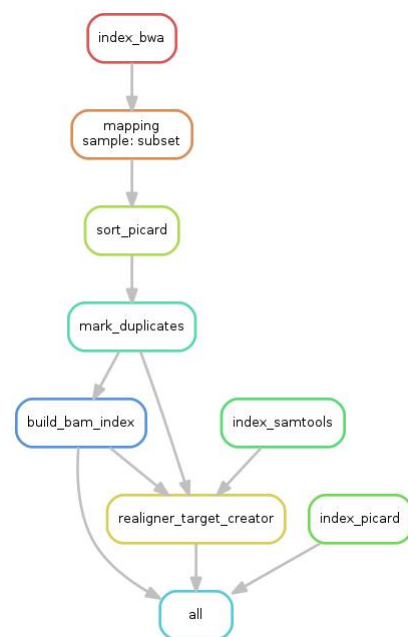 index_bwa
mapping
sample: subset
sort_picard
mark_duplicates
build_bam_index
index_samtools
realigner_target_creator
index_picard
all